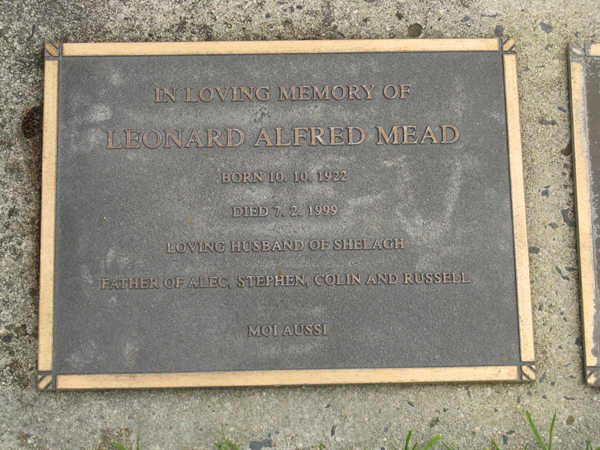 IN LOVING MEMORY OF
LEONARD ALFRED MEAD
BORN 10. 10. 1922
DIED 7. 2. 1999
LOVING HUSBAND OF SHELAGH
FATHER OF ALEC, STEPHEN, COLIN AND RUSSELL
MOI AUSSI